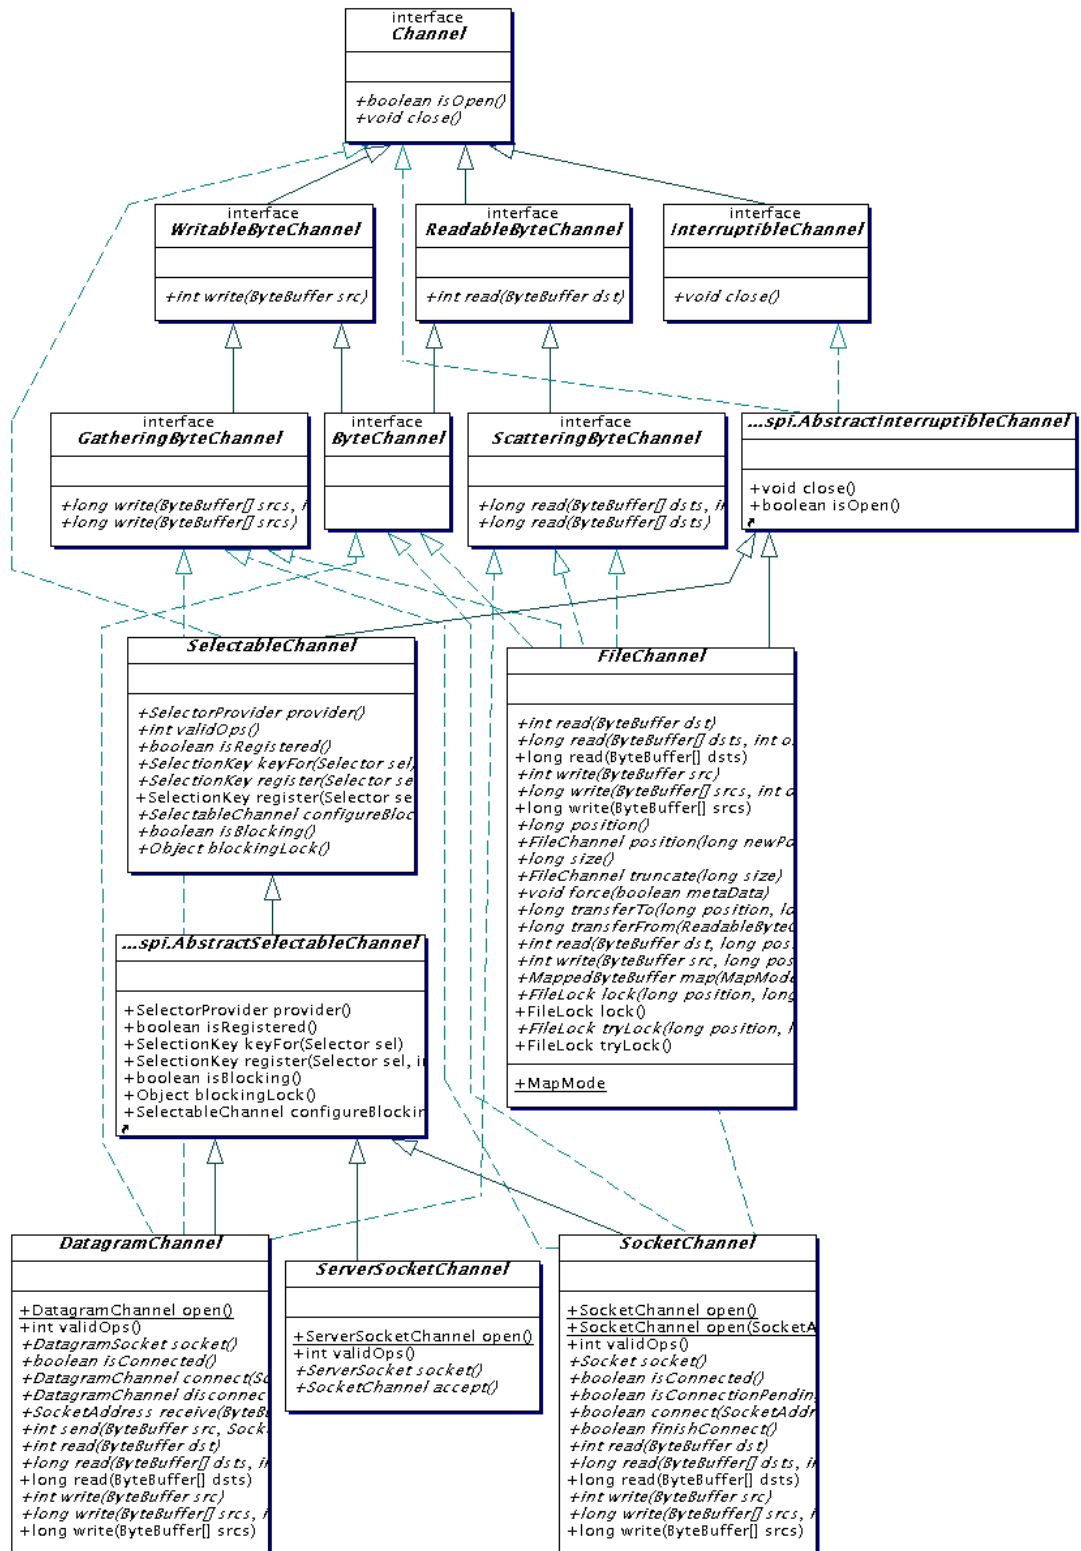 interface
Channel
+boolean isOpen()
+void close()
interface
WritableByteChannel
+int write(ByteBuffer src)
interface
ReadableByteChannel
+int read(ByteBuffer dst)
interface
InterruptibleChannel
+void close()
interface
GatheringByteChannel
+long write(ByteBuffer[] srcs, i
+long write(ByteBuffer[] srcs)
interface
ByteChannel
interface
ScatteringByteChannel
+long read(ByteBuffer[] dsts, i
+long read(ByteBuffer[] dsts)
...spi.AbstractInterruptibleChannel
+void close()
+boolean isOpen()
SelectableChannel
+SelectorProvider provider()
+int validOps()
+boolean isRegistered()
+SelectionKey keyFor(Selector sel)
+SelectionKey register(Selector se
+SelectionKey register(Selector se
+SelectableChannel configureBloc
+boolean isBlocking()
+Object blockingLock()
FileChannel
+int read(ByteBuffer dst)
+long read(ByteBuffer[] dsts, int o
+long read(ByteBuffer[] dsts)
+int write(ByteBuffer src)
+long write(ByteBuffer[] srcs, int o
+long write(ByteBuffer[] srcs)
+long position()
+FileChannel position(long newPo
+long size()
+FileChannel truncate(long size)
+void force(boolean metaData)
+long transferTo(long position, lo
+long transferFrom(ReadableByteC
+int read(ByteBuffer dst, long pos
+int write(ByteBuffer src, long pos
+MappedByteBuffer map(MapMode
+FileLock lock(long position, long
+FileLock lock()
+FileLock tryLock(long position, l
+FileLock tryLock()
+MapMode
...spi.AbstractSelectableChannel
+SelectorProvider provider()
+boolean isRegistered()
+SelectionKey keyFor(Selector sel)
+SelectionKey register(Selector sel, i
+boolean isBlocking()
+Object blockingLock()
+SelectableChannel configureBlockin
DatagramChannel
+DatagramChannel open()
+int validOps()
+DatagramSocket socket()
+boolean isConnected()
+DatagramChannel connect(So
+DatagramChannel disconnec
+SocketAddress receive(ByteB
+int send(ByteBuffer src, Sock
+int read(ByteBuffer dst)
+long read(ByteBuffer[] dsts, i
+long read(ByteBuffer[] dsts)
+int write(ByteBuffer src)
+long write(ByteBuffer[] srcs, i
+long write(ByteBuffer[] srcs)
ServerSocketChannel
+ServerSocketChannel open()
+int validOps()
+ServerSocket socket()
+SocketChannel accept()
SocketChannel
+SocketChannel open()
+SocketChannel open(SocketA
+int validOps()
+Socket socket()
+boolean isConnected()
+boolean isConnectionPendin
+boolean connect(SocketAddr
+boolean finishConnect()
+int read(ByteBuffer dst)
+long read(ByteBuffer[] dsts, i
+long read(ByteBuffer[] dsts)
+int write(ByteBuffer src)
+long write(ByteBuffer[] srcs, i
+long write(ByteBuffer[] srcs)